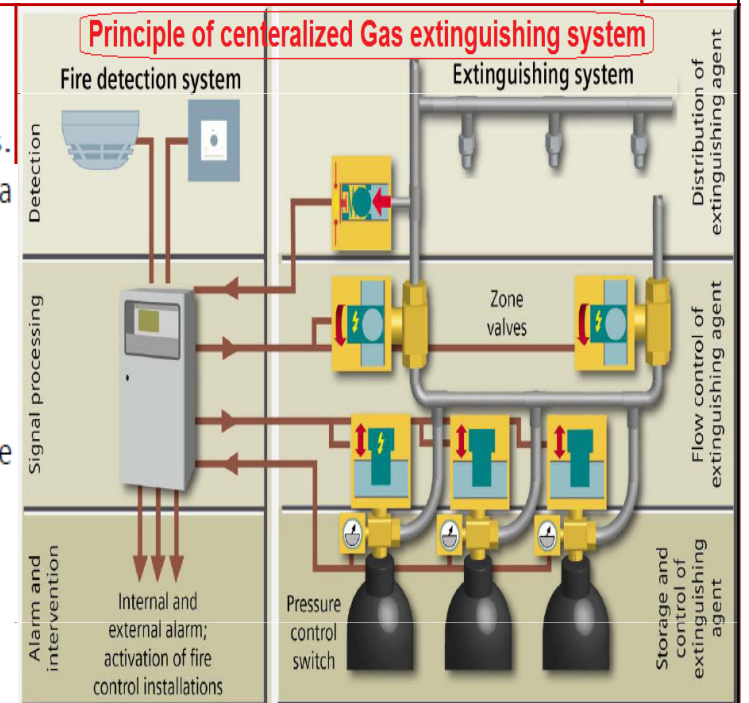 Principle of centralized Gas extinguishing system
Fire detection system
Extinguishing system
s.
a
e
Detection
Signal processing
Alarm and
intervention
Distribution of
extinguishing agent
Flow control of
extinguishing agent
Storage and
control of
extinguishing
agent
Zone
valves
Internal and
external alarm;
activation of fire
control installations
Pressure
control
switch